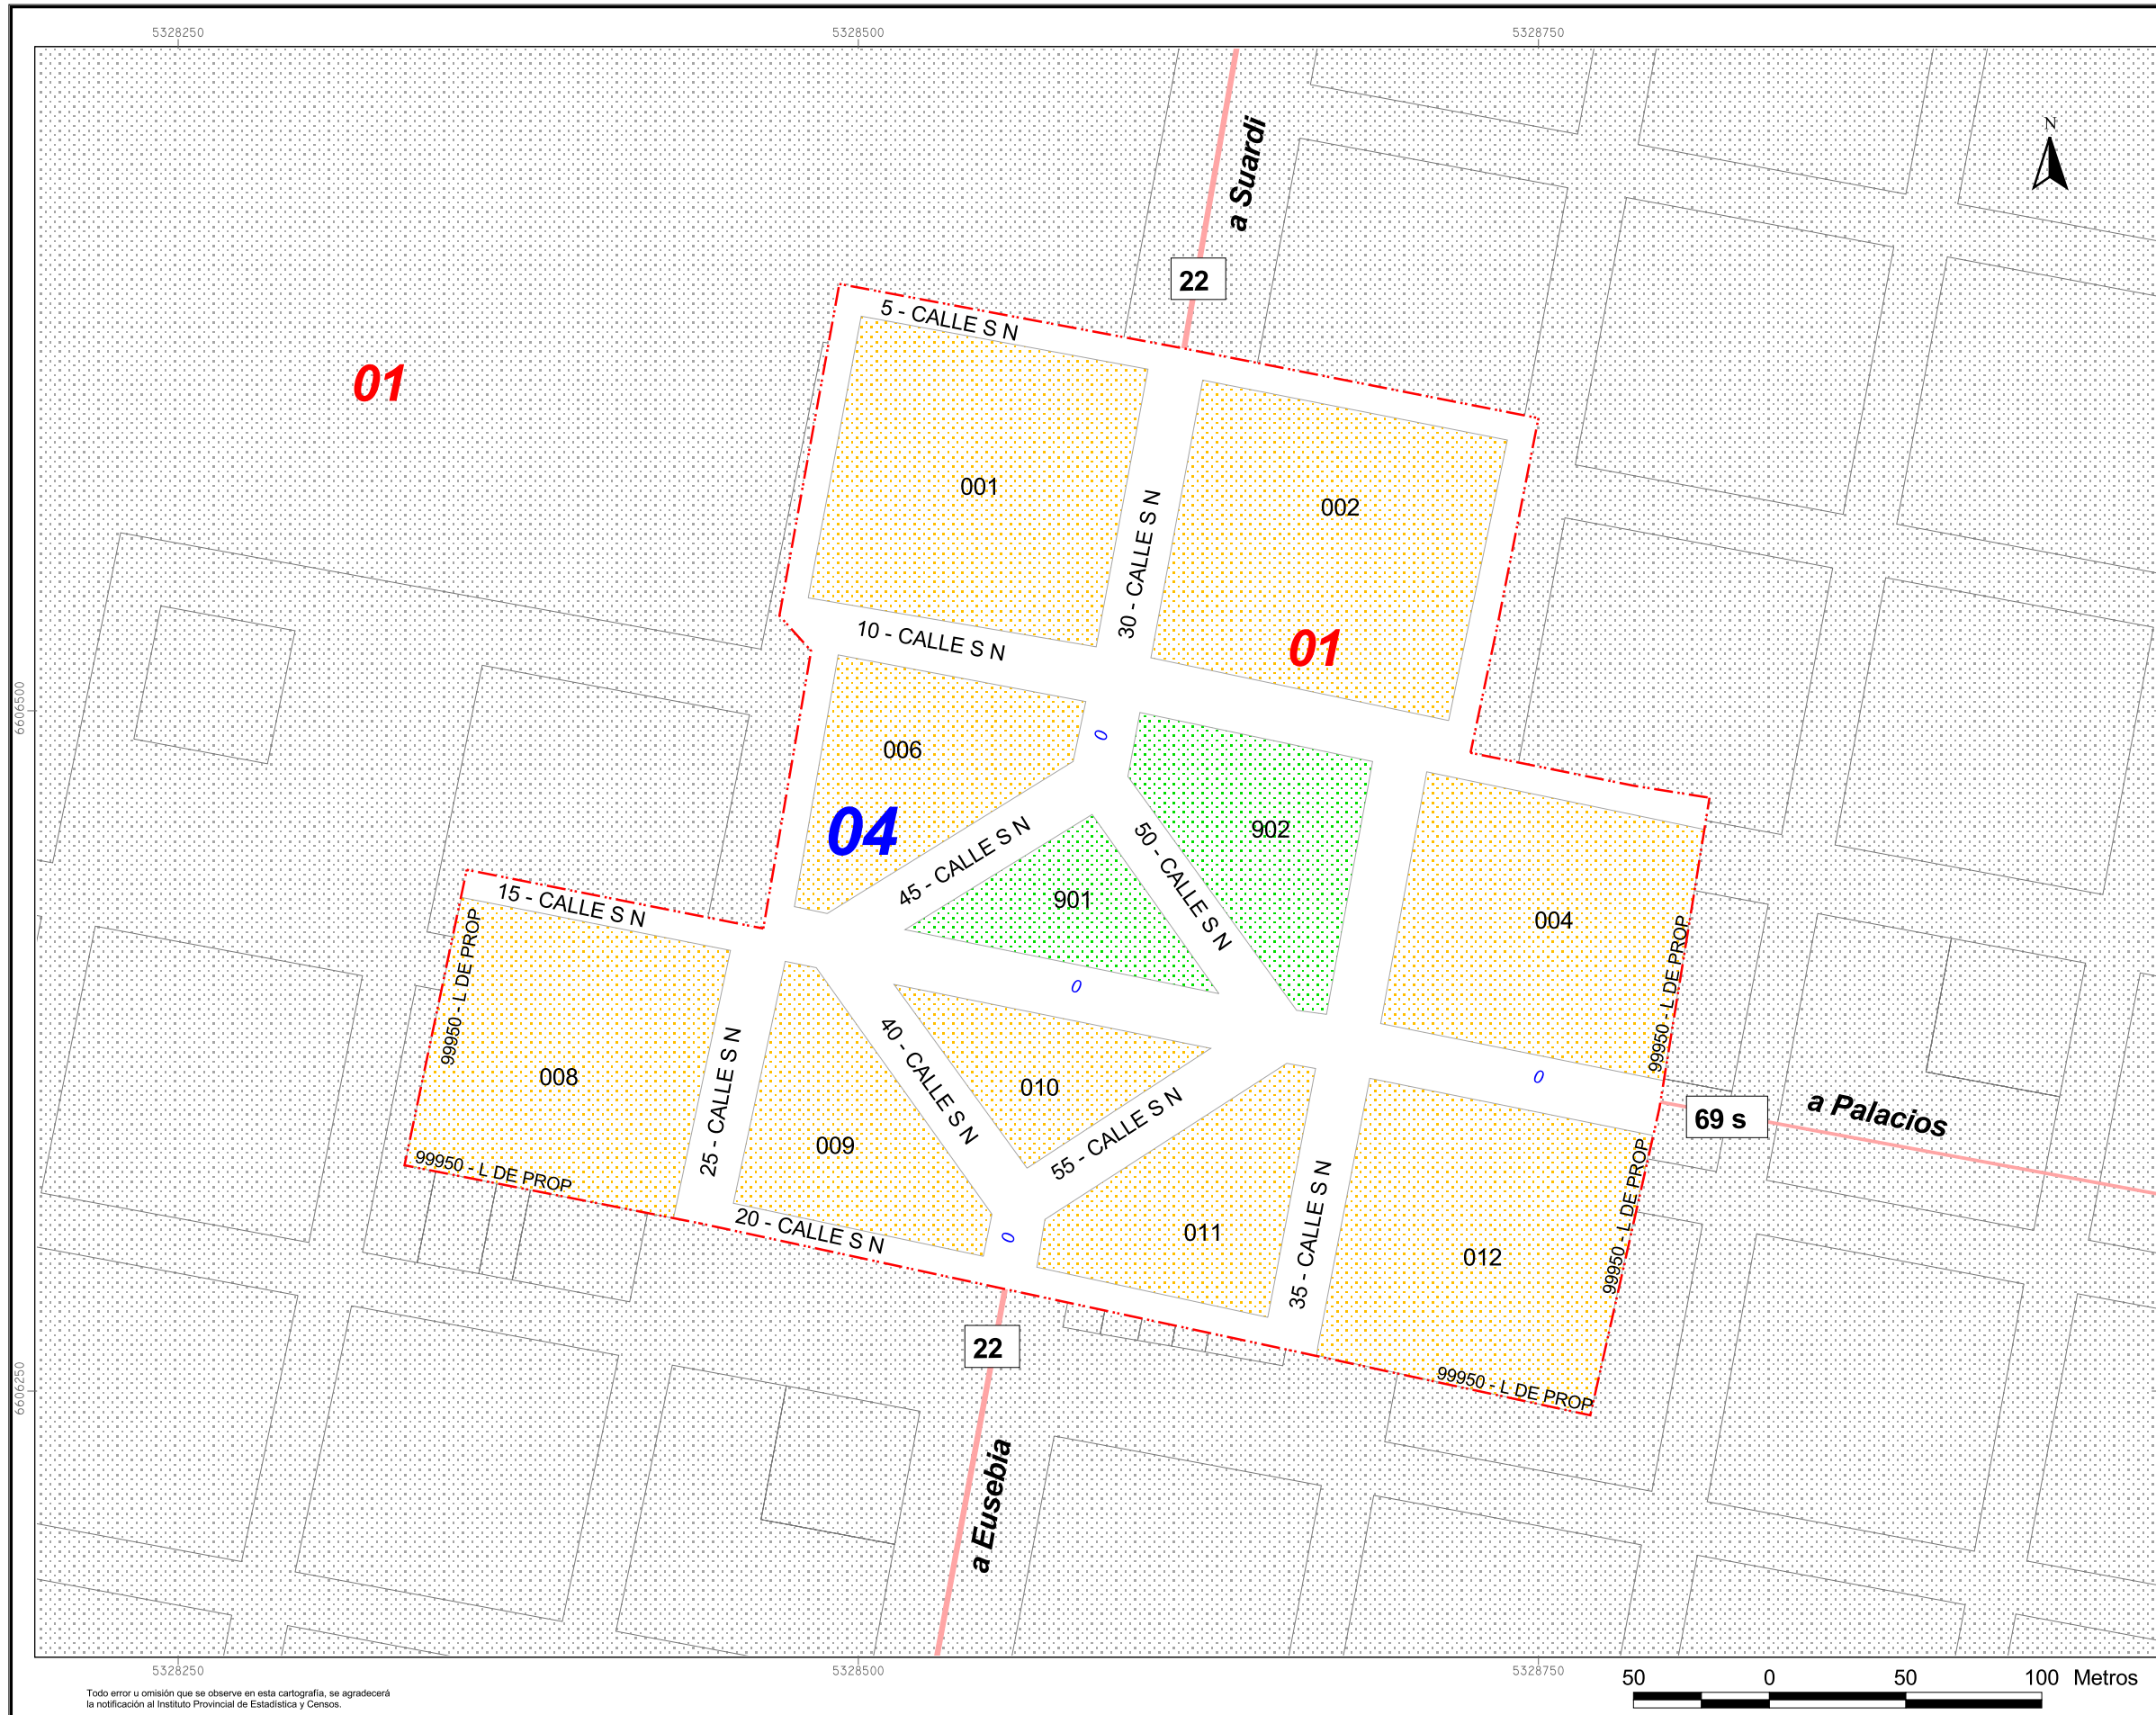 5328250
5328500
5328750
N
a Suardi
22
5 - CALLE S N
01
001
002
30 - CALLE S N
10 - CALLE S N
01
6606500
0
006
04
902
50 - CALLE S N
45 - CALLE S N
901
15 - CALLE S N
004
99950 - L DE PROP
99950 - L DE PROP
0
40 - CALLE S N
008
010
0
25 - CALLE S N
69 s
a Palacios
009
55 - CALLE S N
99950 - L DE PROP
99950 - L DE PROP
20 - CALLE S N
0
011
35 - CALLE S N
012
22
6606250
99950 - L DE PROP
a Eusebia
5328250
5328500
5328750
50 0 50 100 Metros
Todo error u omisión que se observe en esta cartografía, se agradecerá
la notificación al Instituto Provincial de Estadística y Censos.